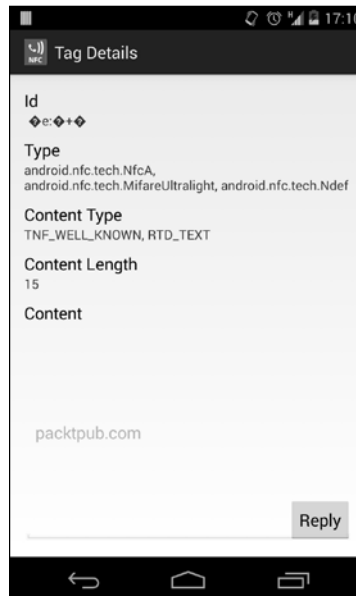 H 17:10
NFC Tag Details
Id
�e:�+�
Type
android.nfc.tech.NfcA,
android.nfc.tech.MifareUltralight, android.nfc.tech.Ndef
Content Type
TNF_WELL_KNOWN, RTD_TEXT
Content Length
15
Content
packtpub.com
Reply